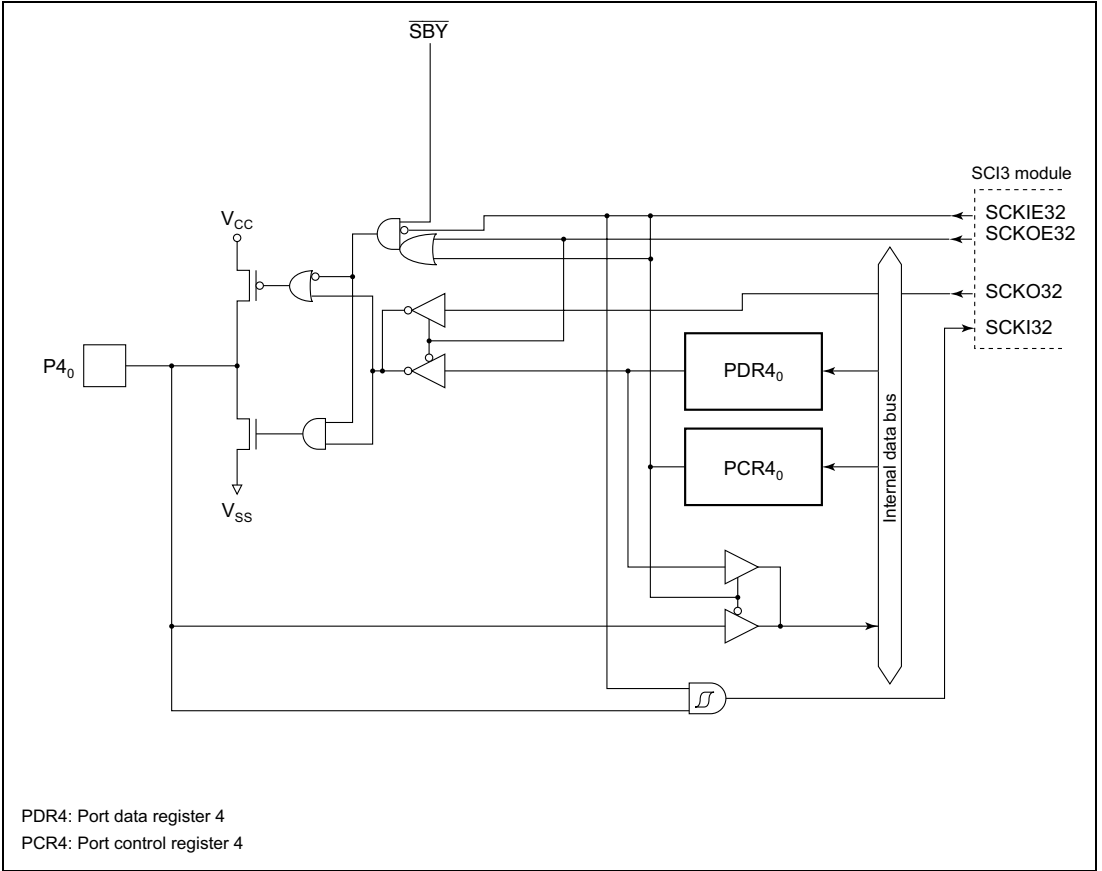 SBY
SCI3 module
SCKIE32
VCC
SCKOE32
SCKO32
SCKI32
PDR40
P40
Internal data bus
PCR40
VSS
PDR4: Port data register 4
PCR4: Port control register 4